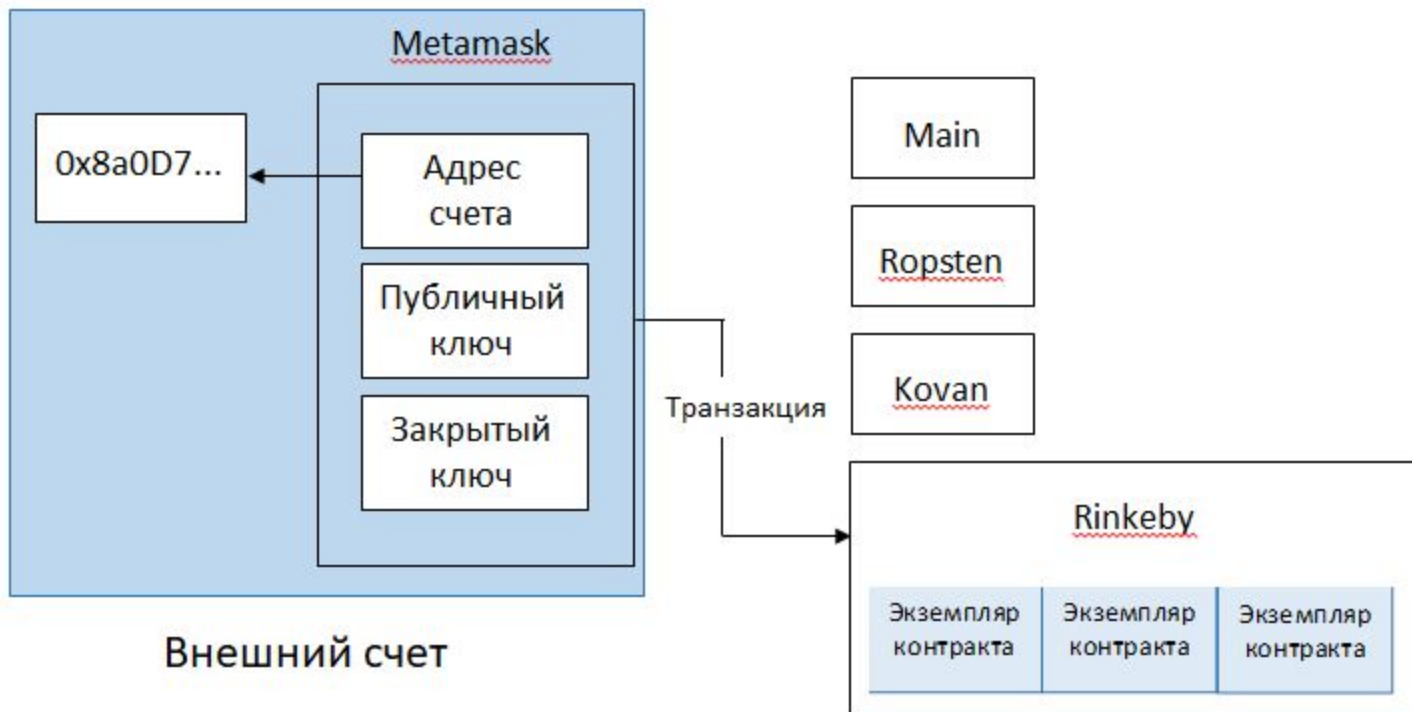 Metamask
0x8a0D7...
Адрес
счета
Публичный
ключ
Закрытый
ключ
Внешний счет
Транзакция
Main
Ropsten
Kovan
Rinkeby
Экземпляр
контракта
Экземпляр
контракта
Экземпляр
контракта